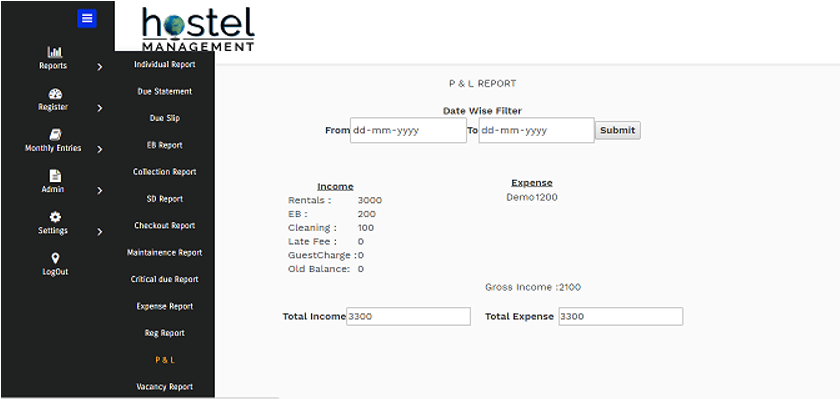 hostel
MANAGEMENT
Reports
Register
Monthly Entries
Admin
Settings
LogOut
Individual Report
Due Statement
Due Slip
EB Report
Collection Report
SD Report
Checkout Report
Maintainence Report
Critical due Report
Expense Report
Reg Report
P & L
Vacancy Report
P & L REPORT
Date Wise Filter
From dd-mm-yyyy To dd-mm-yyyy Submit
Income
Rentals : 3000
EB : 200
Cleaning : 100
Late Fee : 0
GuestCharge :0
Old Balance: 0
Expense
Demo1200
Gross Income :2100
Total Income 3300
Total Expense 3300